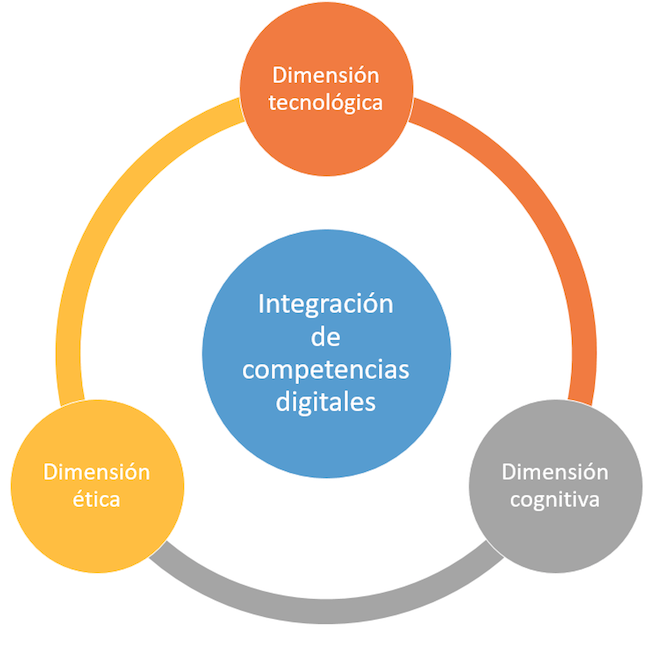 Dimensión
tecnológica
Integración
de
competencias
digitales
Dimensión
ética
Dimensión
cognitiva